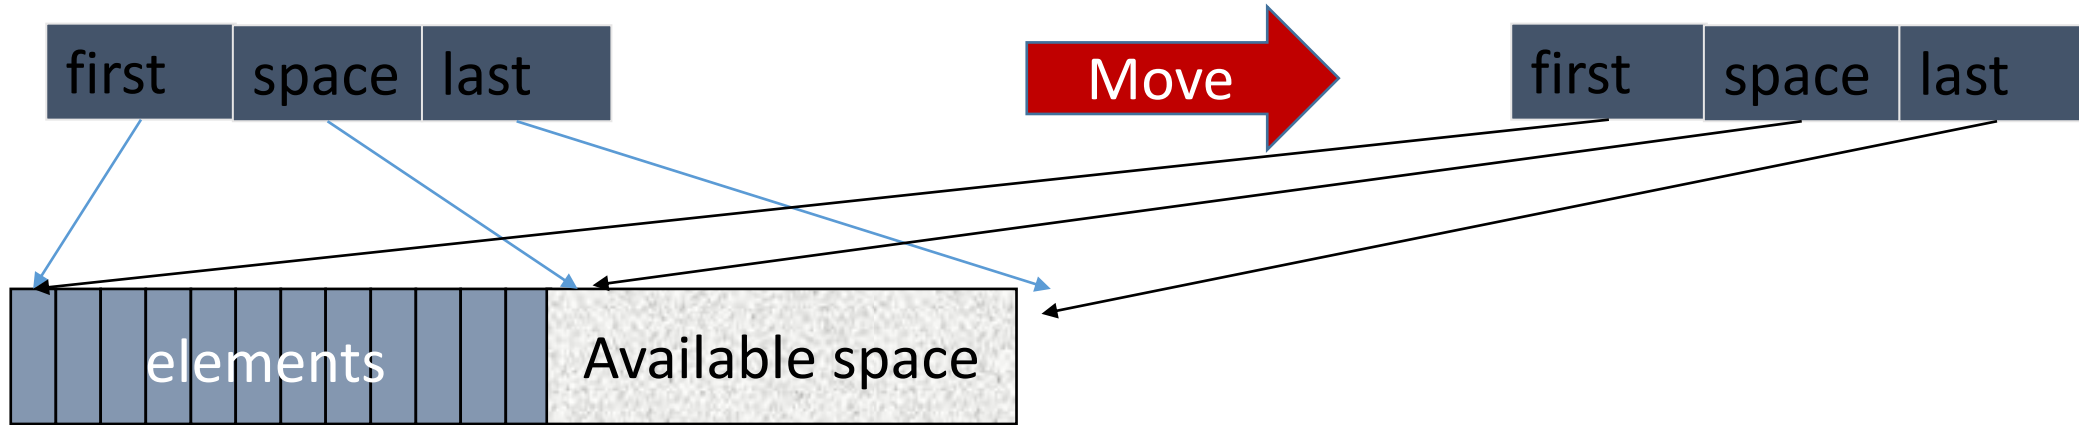 first space last Move first space last
elements Available space